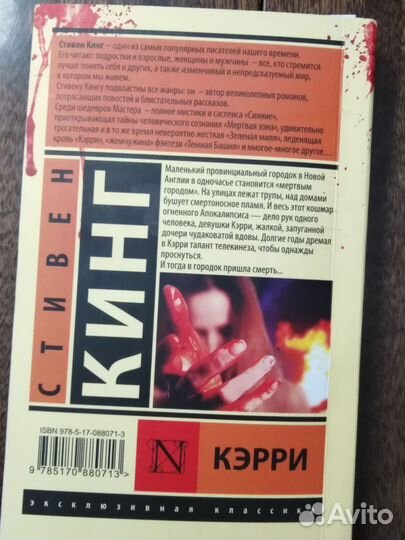 Стивен Кинг – один из самых популярных писателей нашего времени.
Его читают подростки и взрослые, женщины и мужчины – все, кто стремится
лучше понять себя и других, а также изменчивый и непредсказуемый мир,
в котором мы живем.
Стивену Кингу подвластны все жанры: он – автор великолепных романов,
потрясающих повестей и блистательных рассказов.
Среди шедевров Мастера – полное мистики и саспенса «Сияние»,
приоткрывающая тайны человеческого сознания «Мертвая зона», удивительно
трогательная и в то же время невероятно жесткая «Зеленая миля», леденящая
кровь «Кэрри», «жемчужина» фэнтези «Темная Башня» и многое-многое другое…
Маленький провинциальный городок в Новой
Англии в одночасье становится «мертвым
городом». На улицах лежат трупы, над домами
бушует смертоносное пламя. И весь этот кошмар
огненного Апокалипсиса — дело рук одного
человека, девушки Кэрри, жалкой, запуганной
дочери чудаковатой вдовы. Долгие годы дремал
в Кэрри талант телекинеза, чтобы однажды
проснуться.
И тогда в городок пришла смерть...
СТИВЕН
КИНГ
ISBN 978-5-17-088071-3
9 785170 880713 >
N
КЭРРИ
эксклюзивная классика
Avito